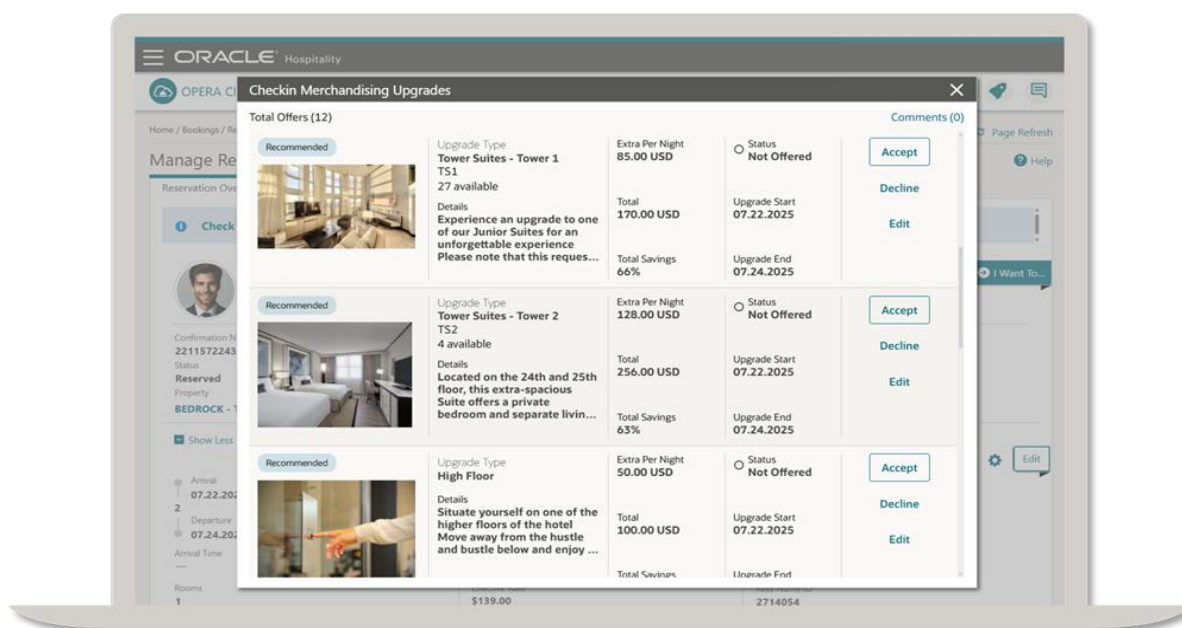 ORACLE Hospitality
OPERA Cl
Home / Bookings / Re
Page Refresh
Manage Re
Help
Reservation Ove
Check
I Want To...
Confirmation N
2211572243
Status
Reserved
Property
BEDROCK - T
Show Less
Edit
Arrival
07.22.202
2
Departure
07.24.202
Arrival Time
—
Rooms
1
$139.00
2714054
Checkin Merchandising Upgrades
Total Offers (12)
Comments (0)
Recommended
Upgrade Type
Tower Suites - Tower 1
TS1
27 available
Details
Experience an upgrade to one
of our Junior Suites for an
unforgettable experience
Please note that this reques...
Extra Per Night
85.00 USD
Total
170.00 USD
Total Savings
66%
Status
Not Offered
Upgrade Start
07.22.2025
Upgrade End
07.24.2025
Accept
Decline
Edit
Recommended
Upgrade Type
Tower Suites - Tower 2
TS2
4 available
Details
Located on the 24th and 25th
floor, this extra-spacious
Suite offers a private
bedroom and separate livin...
Extra Per Night
128.00 USD
Total
256.00 USD
Total Savings
63%
Status
Not Offered
Upgrade Start
07.22.2025
Upgrade End
07.24.2025
Accept
Decline
Edit
Recommended
Upgrade Type
High Floor
Details
Situate yourself on one of the
higher floors of the hotel
Move away from the hustle
and bustle below and enjoy ...
Extra Per Night
50.00 USD
Total
100.00 USD
Total Savings
Status
Not Offered
Upgrade Start
07.22.2025
Upgrade End
Accept
Decline
Edit